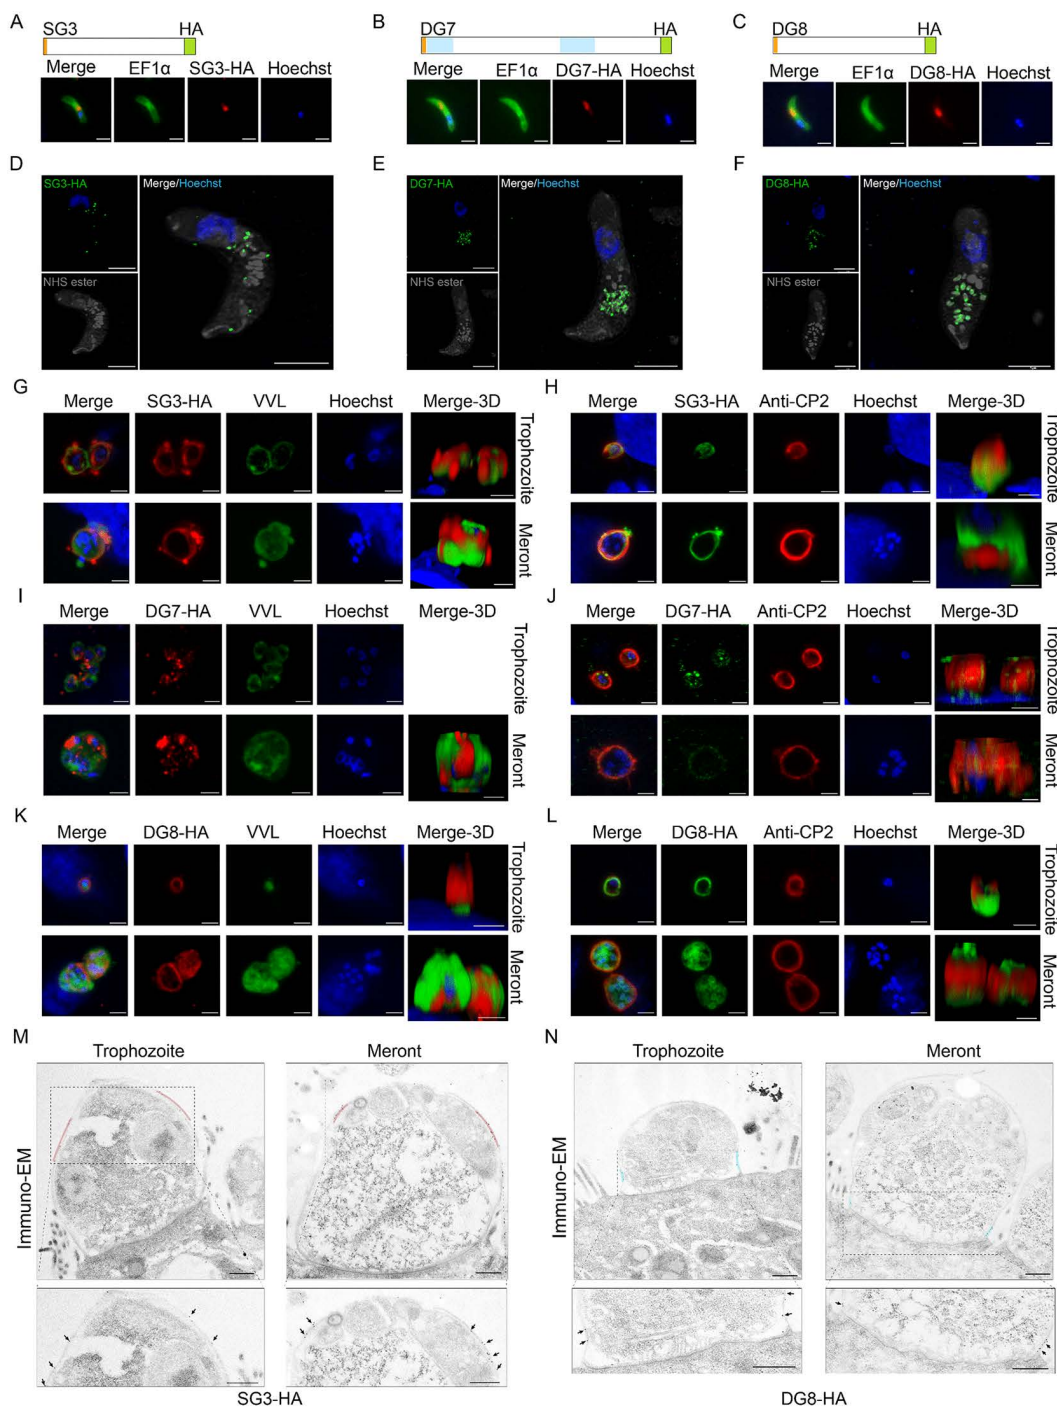 A
SG3 HA
Merge EF1α SG3-HA Hoechst
B
DG7 HA
Merge EF1α DG7-HA Hoechst
C
DG8 HA
Merge EF1α DG8-HA Hoechst
D
SG3-HA
NHS ester
Merge/Hoechst
E
DG7-HA
NHS ester
Merge/Hoechst
F
DG8-HA
NHS ester
Merge/Hoechst
G
Merge SG3-HA VVL Hoechst Merge-3D
Trophozoite
Meront
H
Merge SG3-HA Anti-CP2 Hoechst Merge-3D
Trophozoite
Meront
I
Merge DG7-HA VVL Hoechst Merge-3D
Trophozoite
Meront
J
Merge DG7-HA Anti-CP2 Hoechst Merge-3D
Trophozoite
Meront
K
Merge DG8-HA VVL Hoechst Merge-3D
Trophozoite
Meront
L
Merge DG8-HA Anti-CP2 Hoechst Merge-3D
Trophozoite
Meront
M
Trophozoite Meront
Immuno-EM
SG3-HA
N
Trophozoite Meront
Immuno-EM
DG8-HA